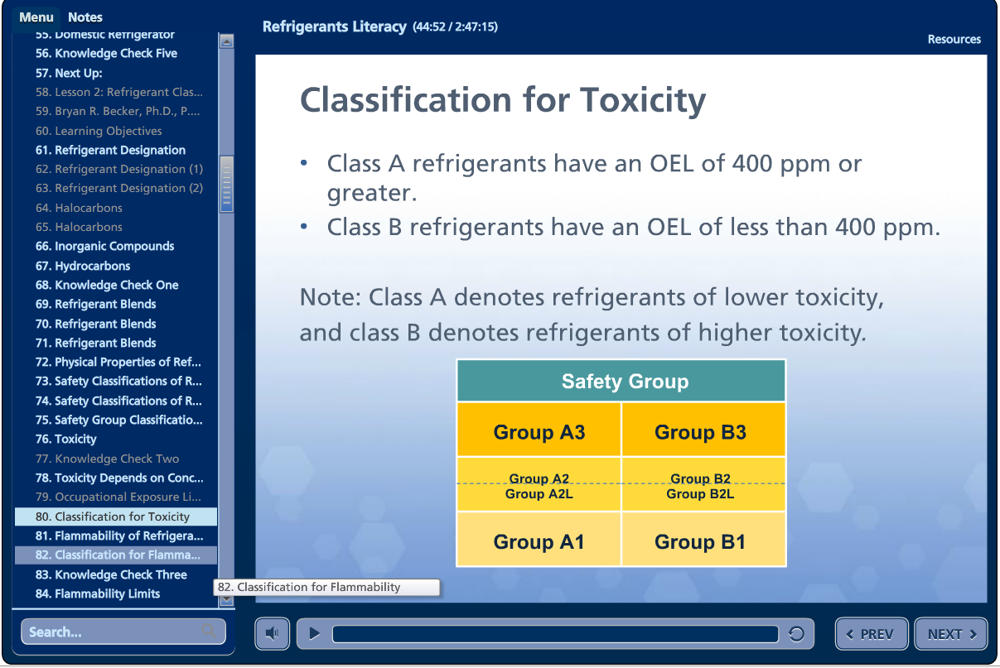 Menu Notes
55. Domestic Refrigerator
56. Knowledge Check Five
57. Next Up:
58. Lesson 2: Refrigerant Clas...
59. Bryan R. Becker, Ph.D., P....
60. Learning Objectives
61. Refrigerant Designation
62. Refrigerant Designation (1)
63. Refrigerant Designation (2)
64. Halocarbons
65. Halocarbons
66. Inorganic Compounds
67. Hydrocarbons
68. Knowledge Check One
69. Refrigerant Blends
70. Refrigerant Blends
71. Refrigerant Blends
72. Physical Properties of Ref...
73. Safety Classifications of R...
74. Safety Classifications of R...
75. Safety Group Classificatio...
76. Toxicity
77. Knowledge Check Two
78. Toxicity Depends on Conc...
79. Occupational Exposure Li...
80. Classification for Toxicity
81. Flammability of Refrigera...
82. Classification for Flamma...
83. Knowledge Check Three
84. Flammability Limits
82. Classification for Flammability
Search...
Refrigerants Literacy (44:52 / 2:47:15)
Resources
Classification for Toxicity
• Class A refrigerants have an OEL of 400 ppm or
greater.
• Class B refrigerants have an OEL of less than 400 ppm.
Note: Class A denotes refrigerants of lower toxicity,
and class B denotes refrigerants of higher toxicity.
Safety Group
Group A3 Group B3
Group A2 Group B2
Group A2L Group B2L
Group A1 Group B1
PREV NEXT